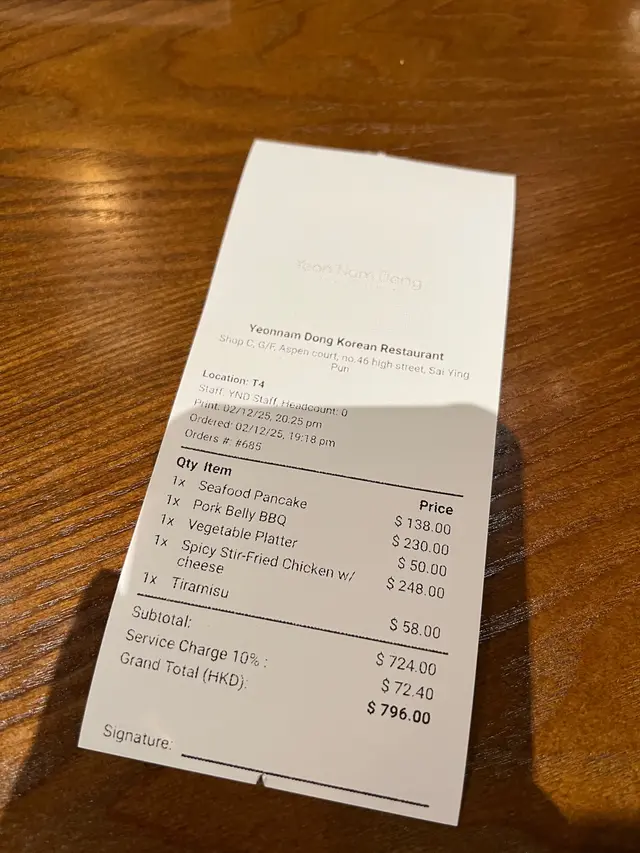 Yeon Nam Dong
Yeonnam Dong Korean Restaurant
Shop C, G/F, Aspen court, no.46 high street, Sai Ying
Pun
Location: T4
Staff: YND Staff, Headcount: 0
Print: 02/12/25, 20:25 pm
Ordered: 02/12/25, 19:18 pm
Orders #: #685
Qty Item Price
1x Seafood Pancake $ 138.00
1x Pork Belly BBQ $ 230.00
1x Vegetable Platter $ 50.00
1x Spicy Stir-Fried Chicken w/ $ 248.00
cheese
1x Tiramisu $ 58.00
Subtotal: $ 724.00
Service Charge 10% : $ 72.40
Grand Total (HKD): $ 796.00
Signature: